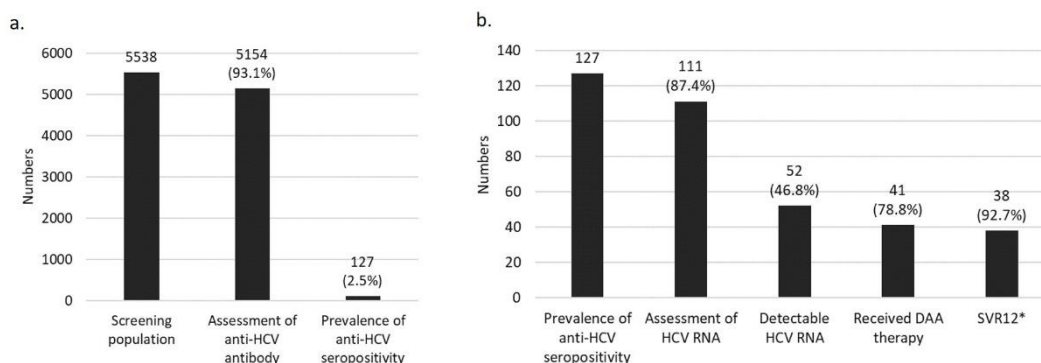 a.
5538
5154
(93.1%)
127
(2.5%)
6000
5000
4000
3000
2000
1000
0
Numbers
Screening
population
Assessment of
anti-HCV
antibody
Prevalence of
anti-HCV
seropositivity
b.
127
111
(87.4%)
52
(46.8%)
41
(78.8%)
38
(92.7%)
140
120
100
80
60
40
20
0
Numbers
Prevalence of
anti-HCV
seropositivity
Assessment of
HCV RNA
Detectable
HCV RNA
Received DAA
therapy
SVR12*